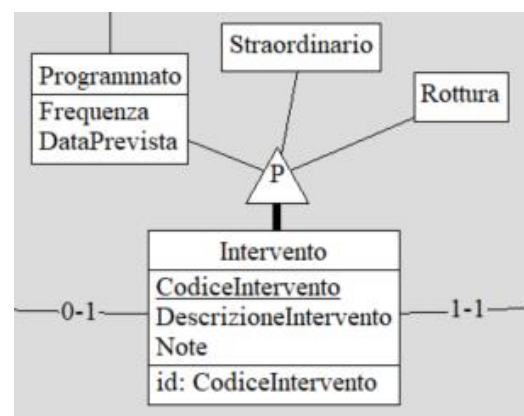 Straordinario
Programmato
Frequenza
DataPrevista
Rottura
P
Intervento
CodiceIntervento
DescrizioneIntervento
Note
id: CodiceIntervento
0-1
1-1